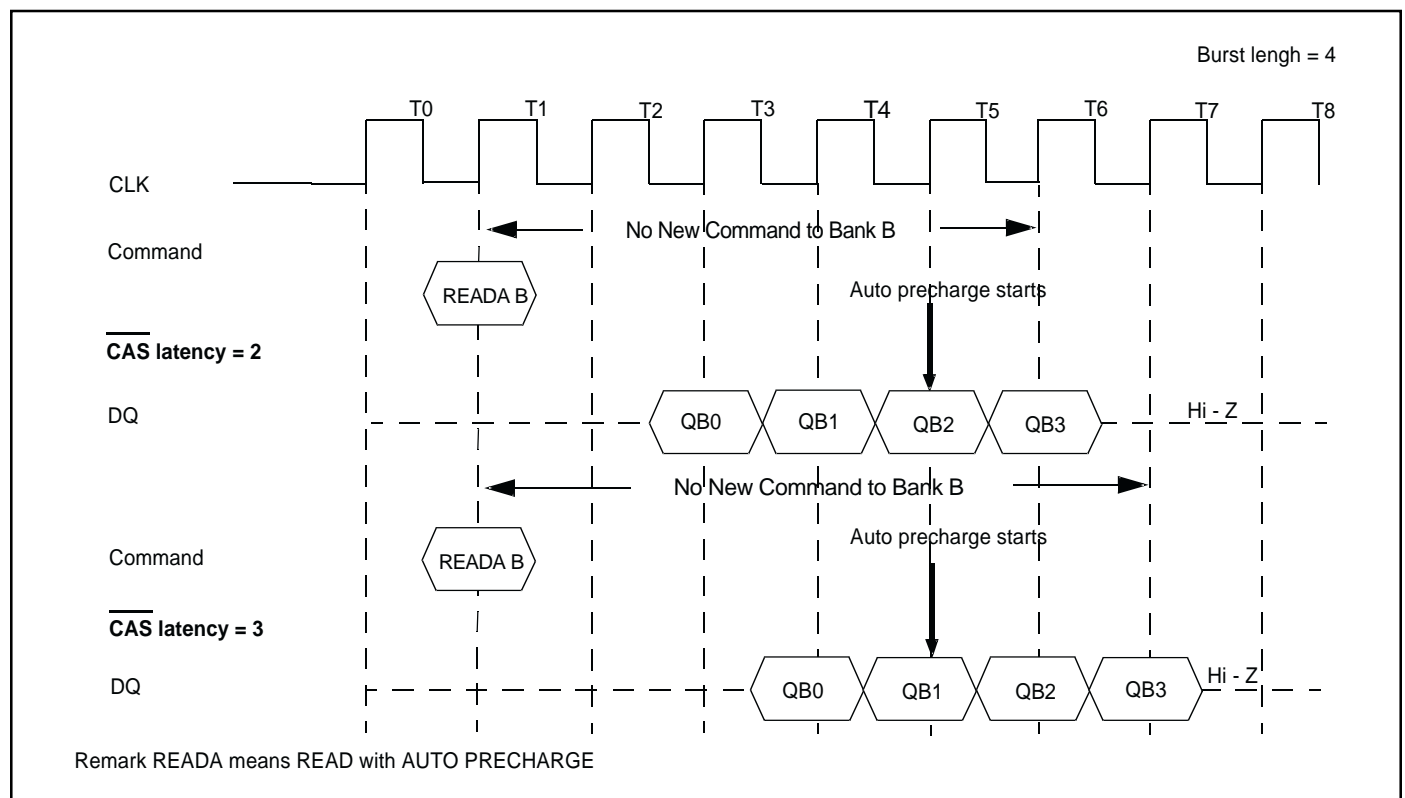 Burst lengh = 4
T0 T1 T2 T3 T4 T5 T6 T7 T8
CLK
No New Command to Bank B
Command
READA B
Auto precharge starts
CAS latency = 2
DQ
QB0 QB1 QB2 QB3 Hi - Z
No New Command to Bank B
Auto precharge starts
Command
READA B
CAS latency = 3
DQ
QB0 QB1 QB2 QB3 Hi - Z
Remark READA means READ with AUTO PRECHARGE